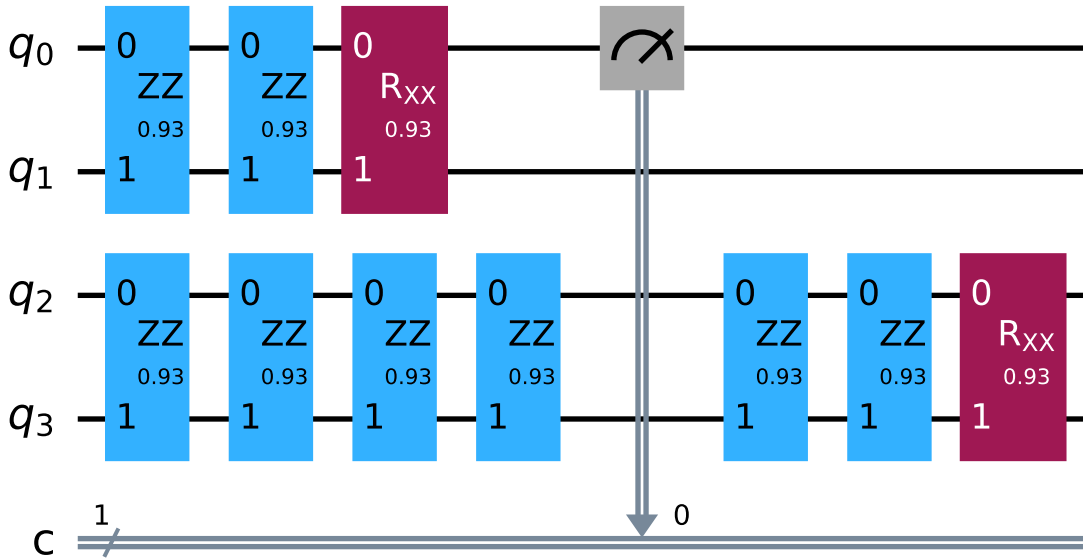 q0 0 0 0
ZZ ZZ RXX
0.93 0.93 0.93
q1 1 1 1
q2 0 0 0 0 0 0 0
ZZ ZZ ZZ ZZ ZZ ZZ RXX
0.93 0.93 0.93 0.93 0.93 0.93 0.93
q3 1 1 1 1 1 1 1
1 0
c